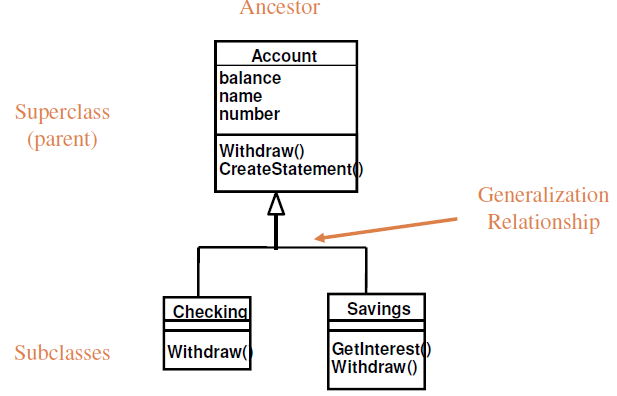 Ancestor
Account
balance
name
number
Superclass
(parent)
Withdraw()
CreateStatement()
Generalization
Relationship
Checking
Savings
Subclasses
Withdraw()
GetInterest()
Withdraw()